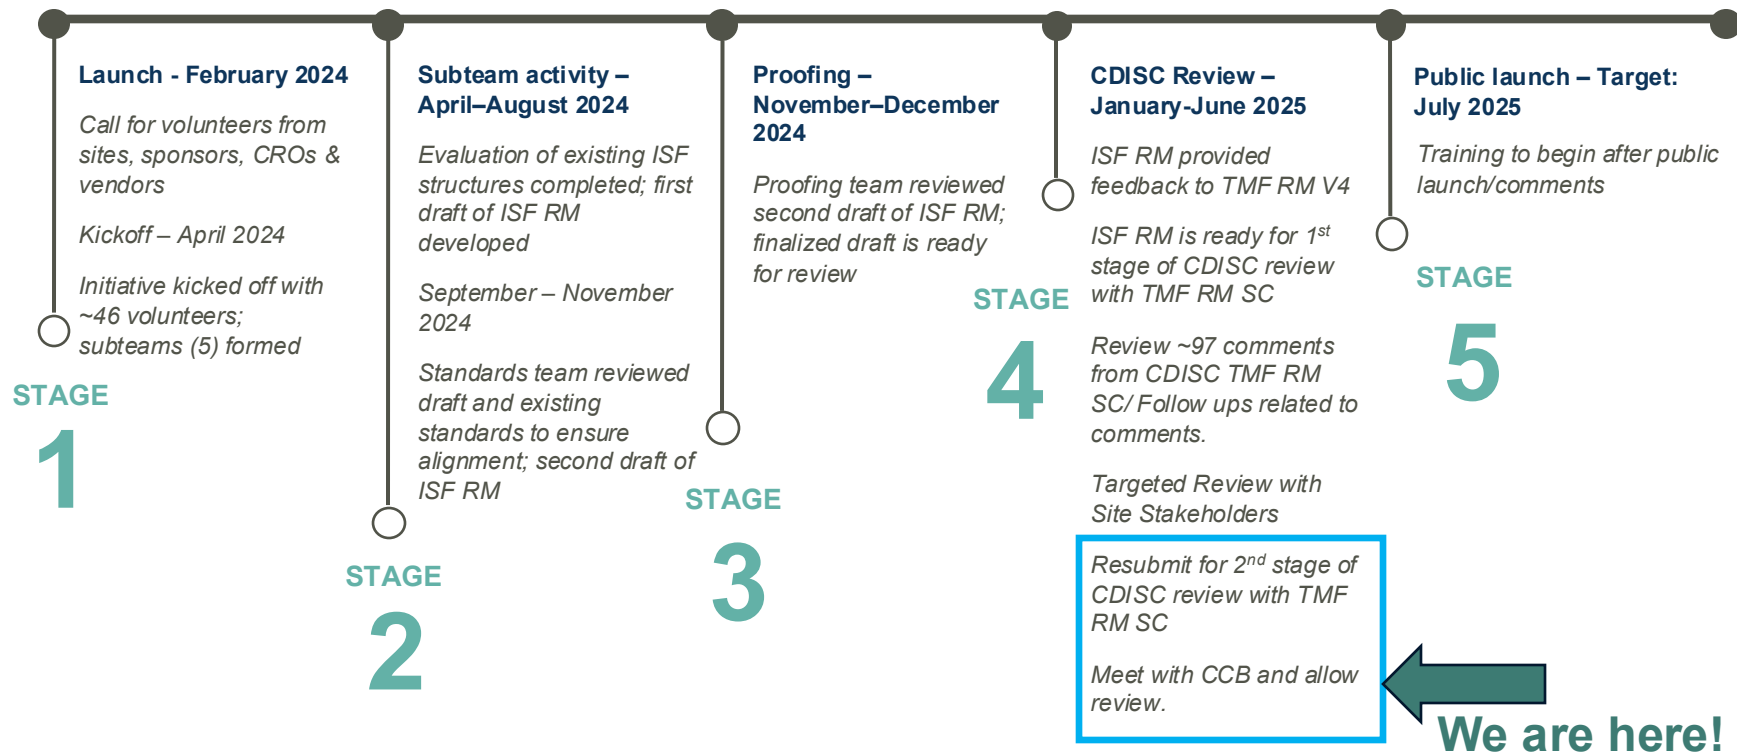 Launch - February 2024
Call for volunteers from
sites, sponsors, CROs &
vendors
Kickoff – April 2024
Initiative kicked off with
~46 volunteers;
subteams (5) formed
STAGE
1
Subteam activity –
April–August 2024
Evaluation of existing ISF
structures completed; first
draft of ISF RM
developed
September – November
2024
Standards team reviewed
draft and existing
standards to ensure
alignment; second draft of
ISF RM
STAGE
2
Proofing –
November–December
2024
Proofing team reviewed
second draft of ISF RM;
finalized draft is ready
for review
STAGE
3
CDISC Review –
January-June 2025
ISF RM provided
feedback to TMF RM V4
ISF RM is ready for 1st
stage of CDISC review
with TMF RM SC
Review ~97 comments
from CDISC TMF RM
SC/ Follow ups related to
comments.
Targeted Review with
Site Stakeholders
Resubmit for 2nd stage of
CDISC review with TMF
RM SC
Meet with CCB and allow
review.
STAGE
4
Public launch – Target:
July 2025
Training to begin after public
launch/comments
STAGE
5
We are here!